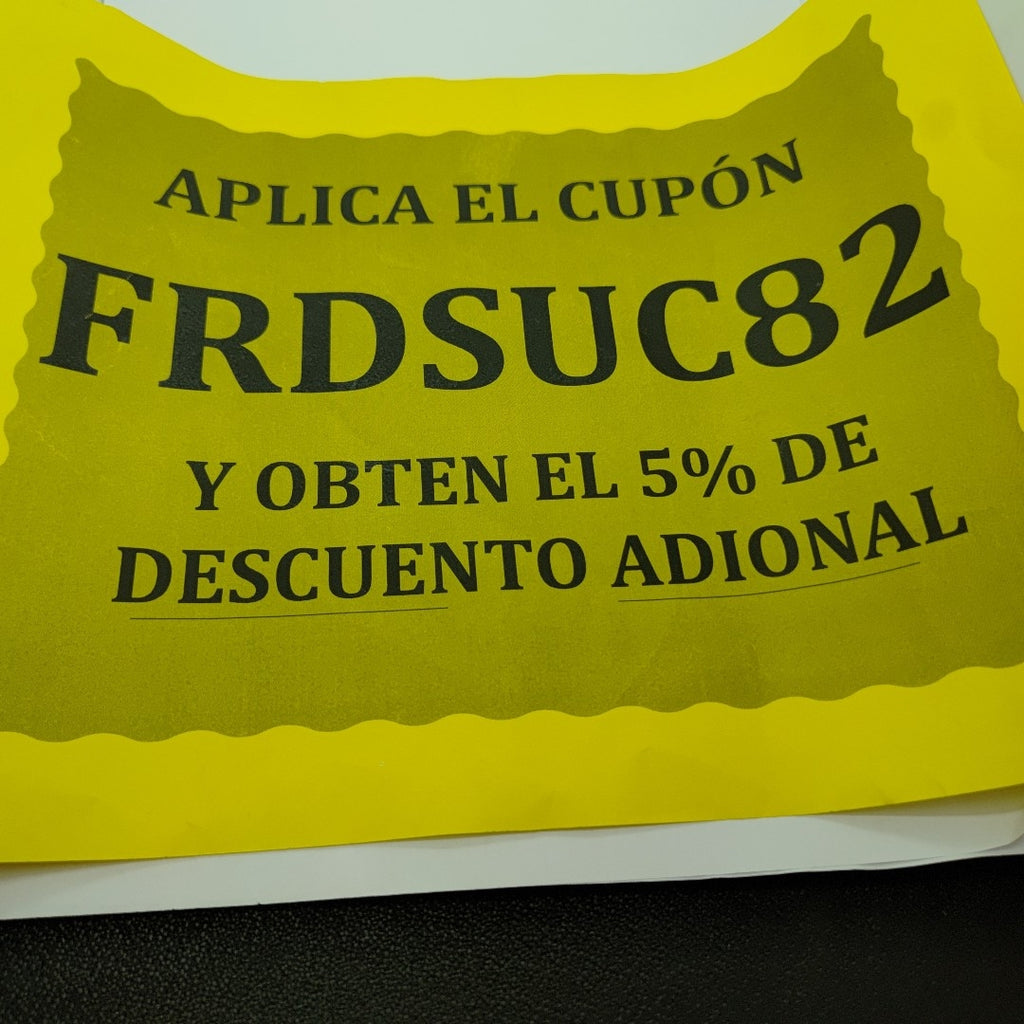 APLICA EL CUPÓN
FRDSUC82
Y OBTEN EL 5% DE
DESCUENTO ADIONAL